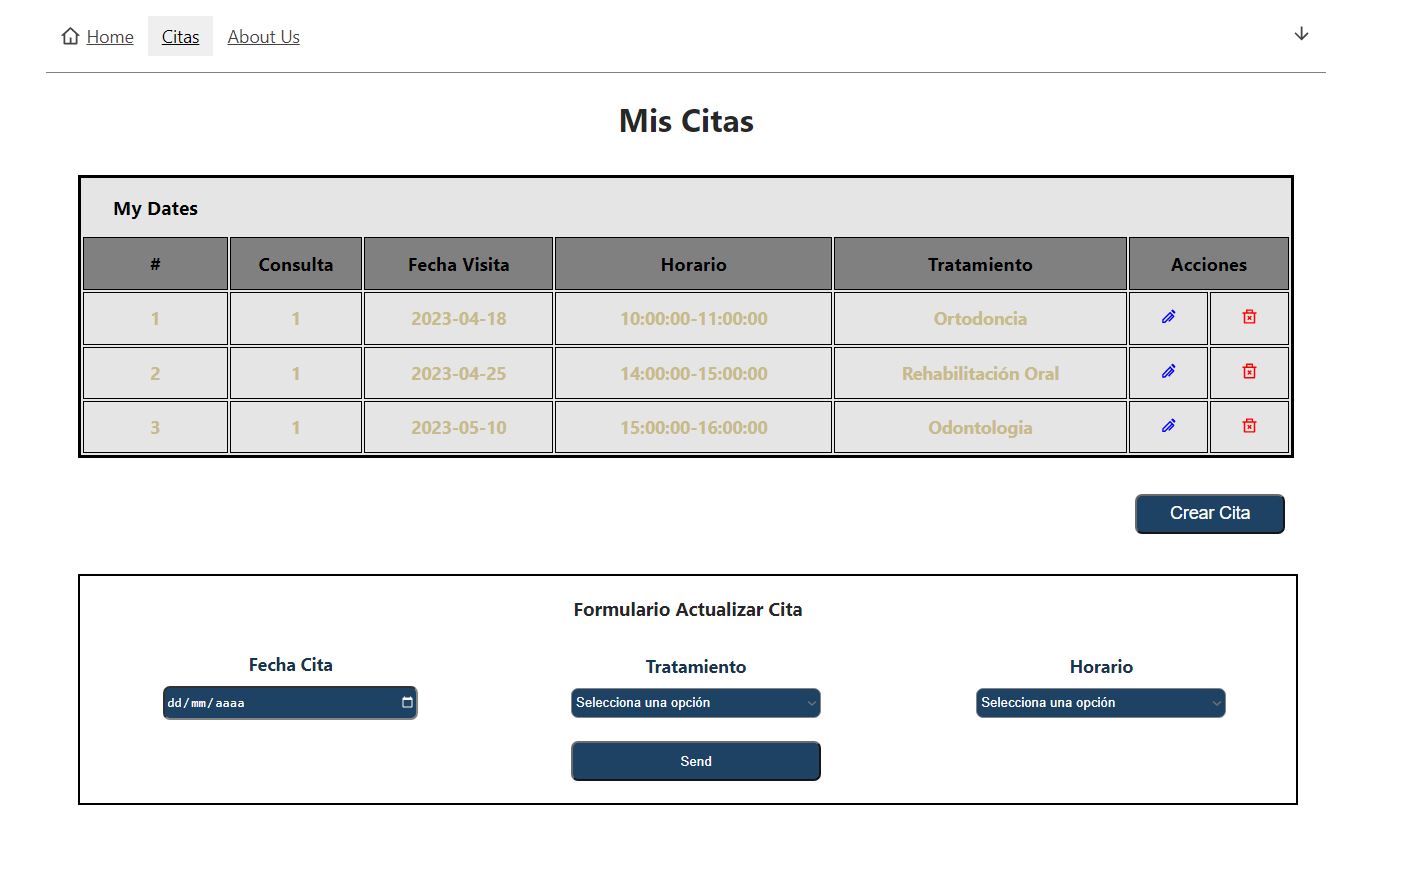 Home Citas About Us
Mis Citas
My Dates
# Consulta Fecha Visita Horario Tratamiento Acciones
1 1 2023-04-18 10:00:00-11:00:00 Ortodoncia
2 1 2023-04-25 14:00:00-15:00:00 Rehabilitación Oral
3 1 2023-05-10 15:00:00-16:00:00 Odontologia
Crear Cita
Formulario Actualizar Cita
Fecha Cita Tratamiento Horario
dd/mm/aaaa Selecciona una opción Selecciona una opción
Send